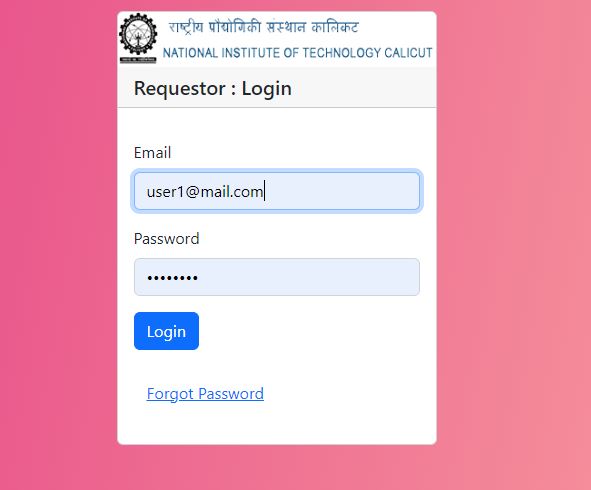 राष्ट्रीय प्रौद्योगिकी संस्थान कालिकट
NATIONAL INSTITUTE OF TECHNOLOGY CALICUT
Requestor : Login
Email
user1@mail.com
Password
••••••••
Login
Forgot Password